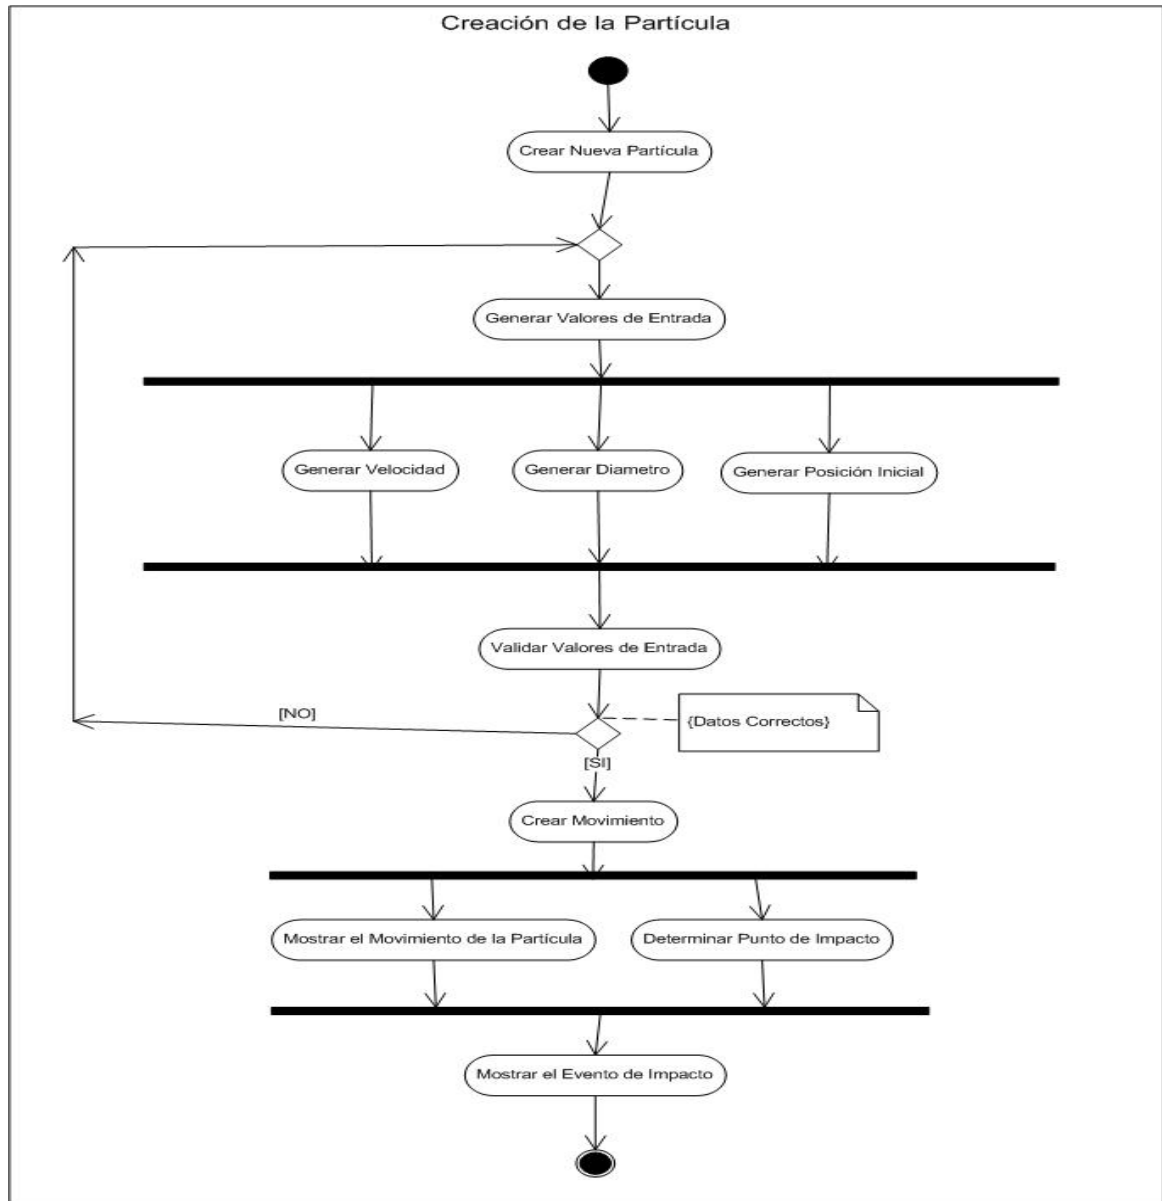 Creación de la Partícula
Crear Nueva Partícula
Generar Valores de Entrada
Generar Velocidad
Generar Diametro
Generar Posición Inicial
Validar Valores de Entrada
[NO]
{Datos Correctos}
[SI]
Crear Movimiento
Mostrar el Movimiento de la Partícula
Determinar Punto de Impacto
Mostrar el Evento de Impacto